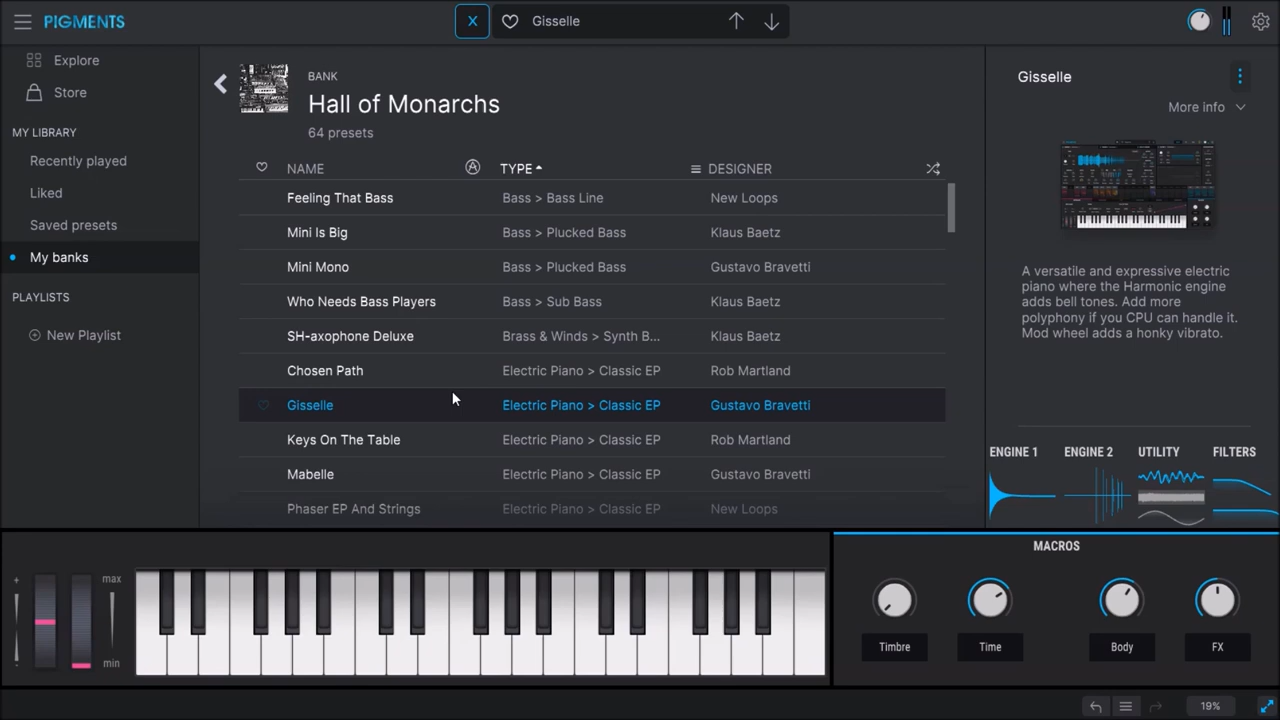 PIGMENTS
X
Gisselle
Explore
Store
MY LIBRARY
Recently played
Liked
Saved presets
My banks
PLAYLISTS
New Playlist
BANK
Hall of Monarchs
64 presets
NAME TYPE DESIGNER
Feeling That Bass Bass > Bass Line New Loops
Mini Is Big Bass > Plucked Bass Klaus Baetz
Mini Mono Bass > Plucked Bass Gustavo Bravetti
Who Needs Bass Players Bass > Sub Bass Klaus Baetz
SH-axophone Deluxe Brass & Winds > Synth B... Klaus Baetz
Chosen Path Electric Piano > Classic EP Rob Martland
Gisselle Electric Piano > Classic EP Gustavo Bravetti
Keys On The Table Electric Piano > Classic EP Rob Martland
Mabelle Electric Piano > Classic EP Gustavo Bravetti
Phaser EP And Strings Electric Piano > Classic EP New Loops
Gisselle
More info
A versatile and expressive electric
piano where the Harmonic engine
adds bell tones. Add more
polyphony if you CPU can handle it.
Mod wheel adds a honky vibrato.
ENGINE 1 ENGINE 2 UTILITY FILTERS
+
-
max
min
MACROS
Timbre Time Body FX
19%